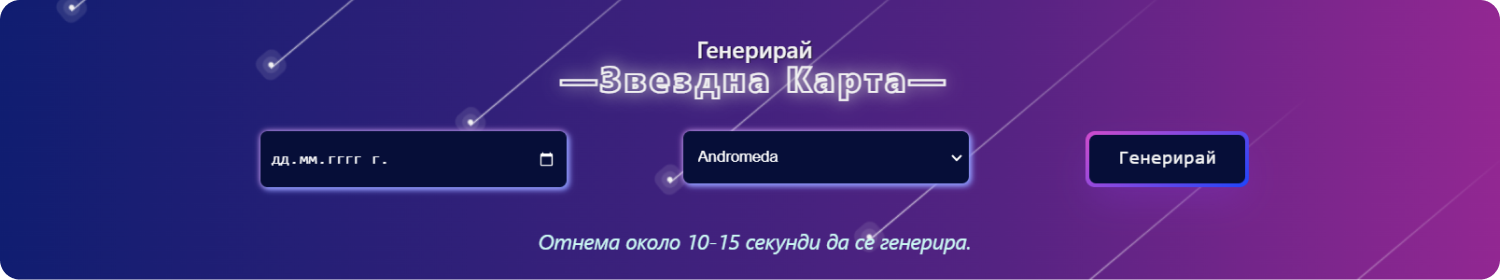 Генерирай
—Звездна Карта—
дд.мм.гггг г.
Andromeda
Генерирай
Отнема около 10-15 секунди да се генерира.